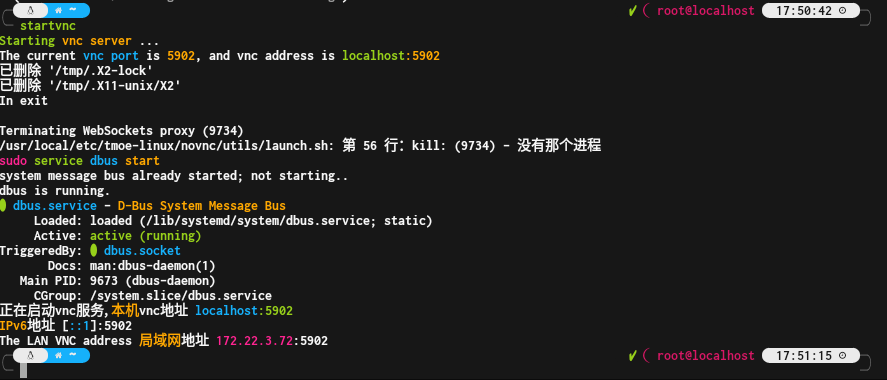 ~ root@localhost 17:50:42
startvnc
Starting vnc server ...
The current vnc port is 5902, and vnc address is localhost:5902
已删除 '/tmp/.X2-lock'
已删除 '/tmp/.X11-unix/X2'
In exit
Terminating WebSockets proxy (9734)
/usr/local/etc/tmoe-linux/novnc/utils/launch.sh: 第 56 行: kill: (9734) - 没有那个进程
sudo service dbus start
system message bus already started; not starting..
dbus is running.
dbus.service - D-Bus System Message Bus
Loaded: loaded (/lib/systemd/system/dbus.service; static)
Active: active (running)
TriggeredBy: dbus.socket
Docs: man:dbus-daemon(1)
Main PID: 9673 (dbus-daemon)
CGroup: /system.slice/dbus.service
正在启动vnc服务,本机vnc地址 localhost:5902
IPv6地址 [::1]:5902
The LAN VNC address 局域网地址 172.22.3.72:5902
~ root@localhost 17:51:15